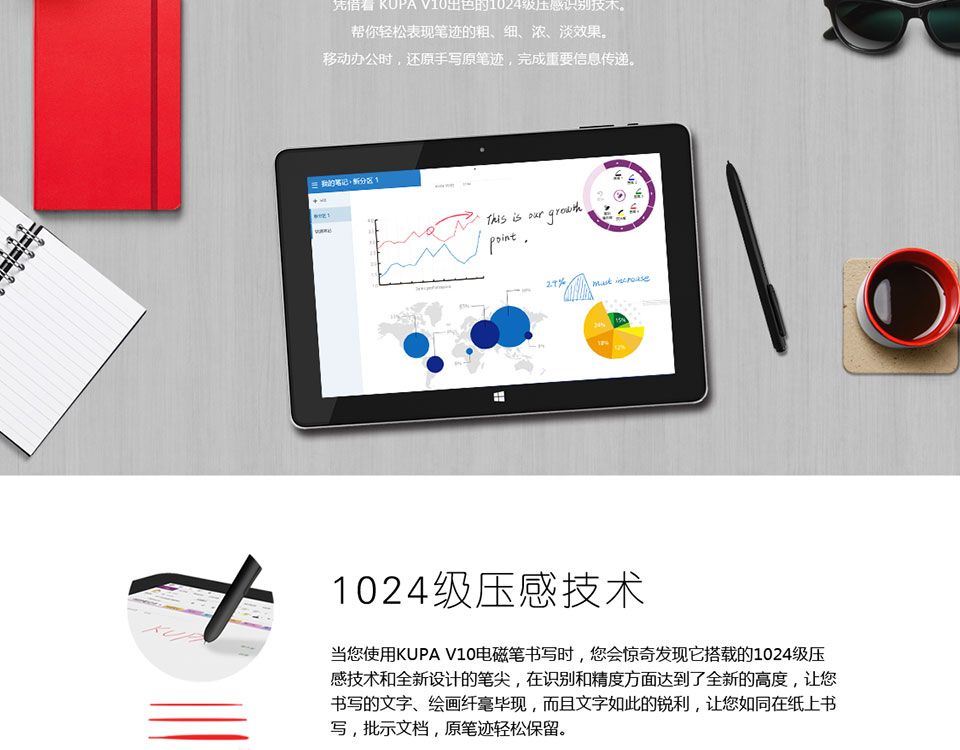 凭借着 KUPA V10出色的1024级压感识别技术。
帮你轻松表现笔迹的粗、细、浓、淡效果。
移动办公时，还原手写原笔迹，完成重要信息传递。
我的笔记 › 新分区 1
新分区 1
This is our growth
point .
must increase
24%
15%
18%
12%
KUPA
1024级压感技术
当您使用KUPA V10电磁笔书写时，您会惊奇发现它搭载的1024级压
感技术和全新设计的笔尖，在识别和精度方面达到了全新的高度，让您
书写的文字、绘画纤毫毕现，而且文字如此的锐利，让您如同在纸上书
写，批示文档，原笔迹轻松保留。